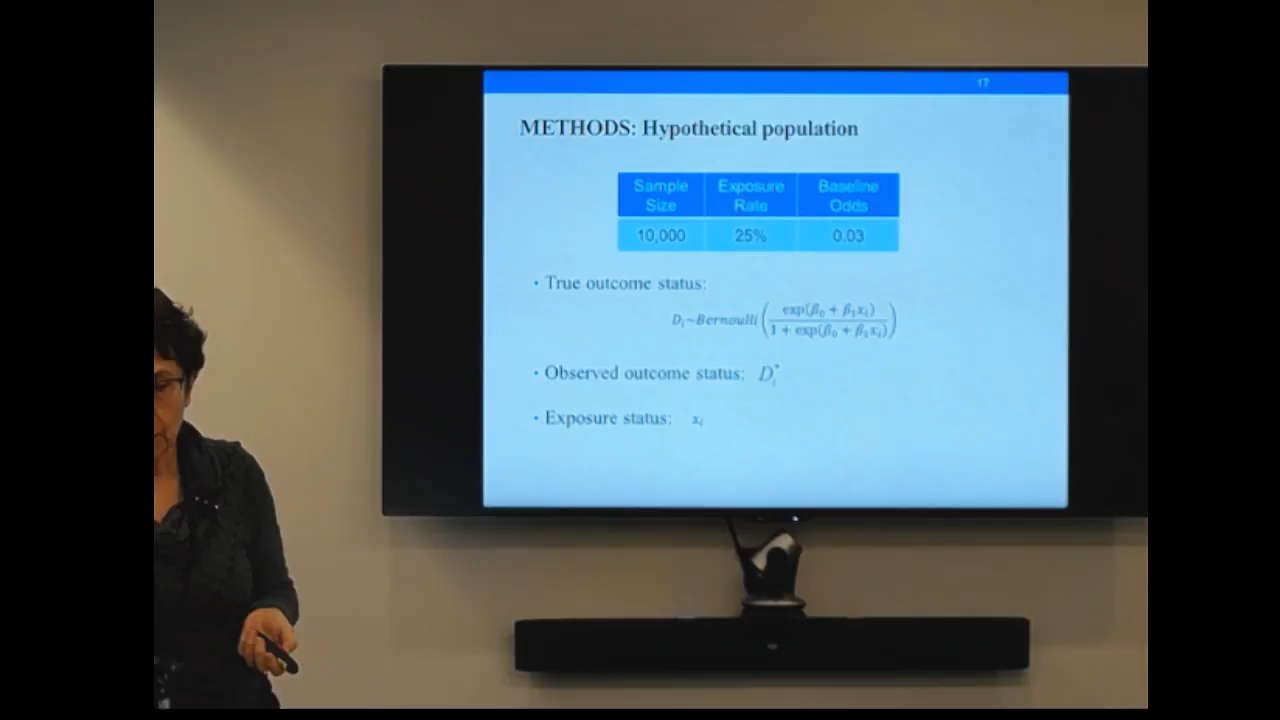 17
METHODS: Hypothetical population
Sample Size Exposure Rate Baseline Odds
10,000 25% 0.03
• True outcome status:
Dᵢ~Bernoulli(exp(β₀ + β₁xᵢ) / 1 + exp(β₀ + β₁xᵢ))
• Observed outcome status: Dᵢ*
• Exposure status: xᵢ